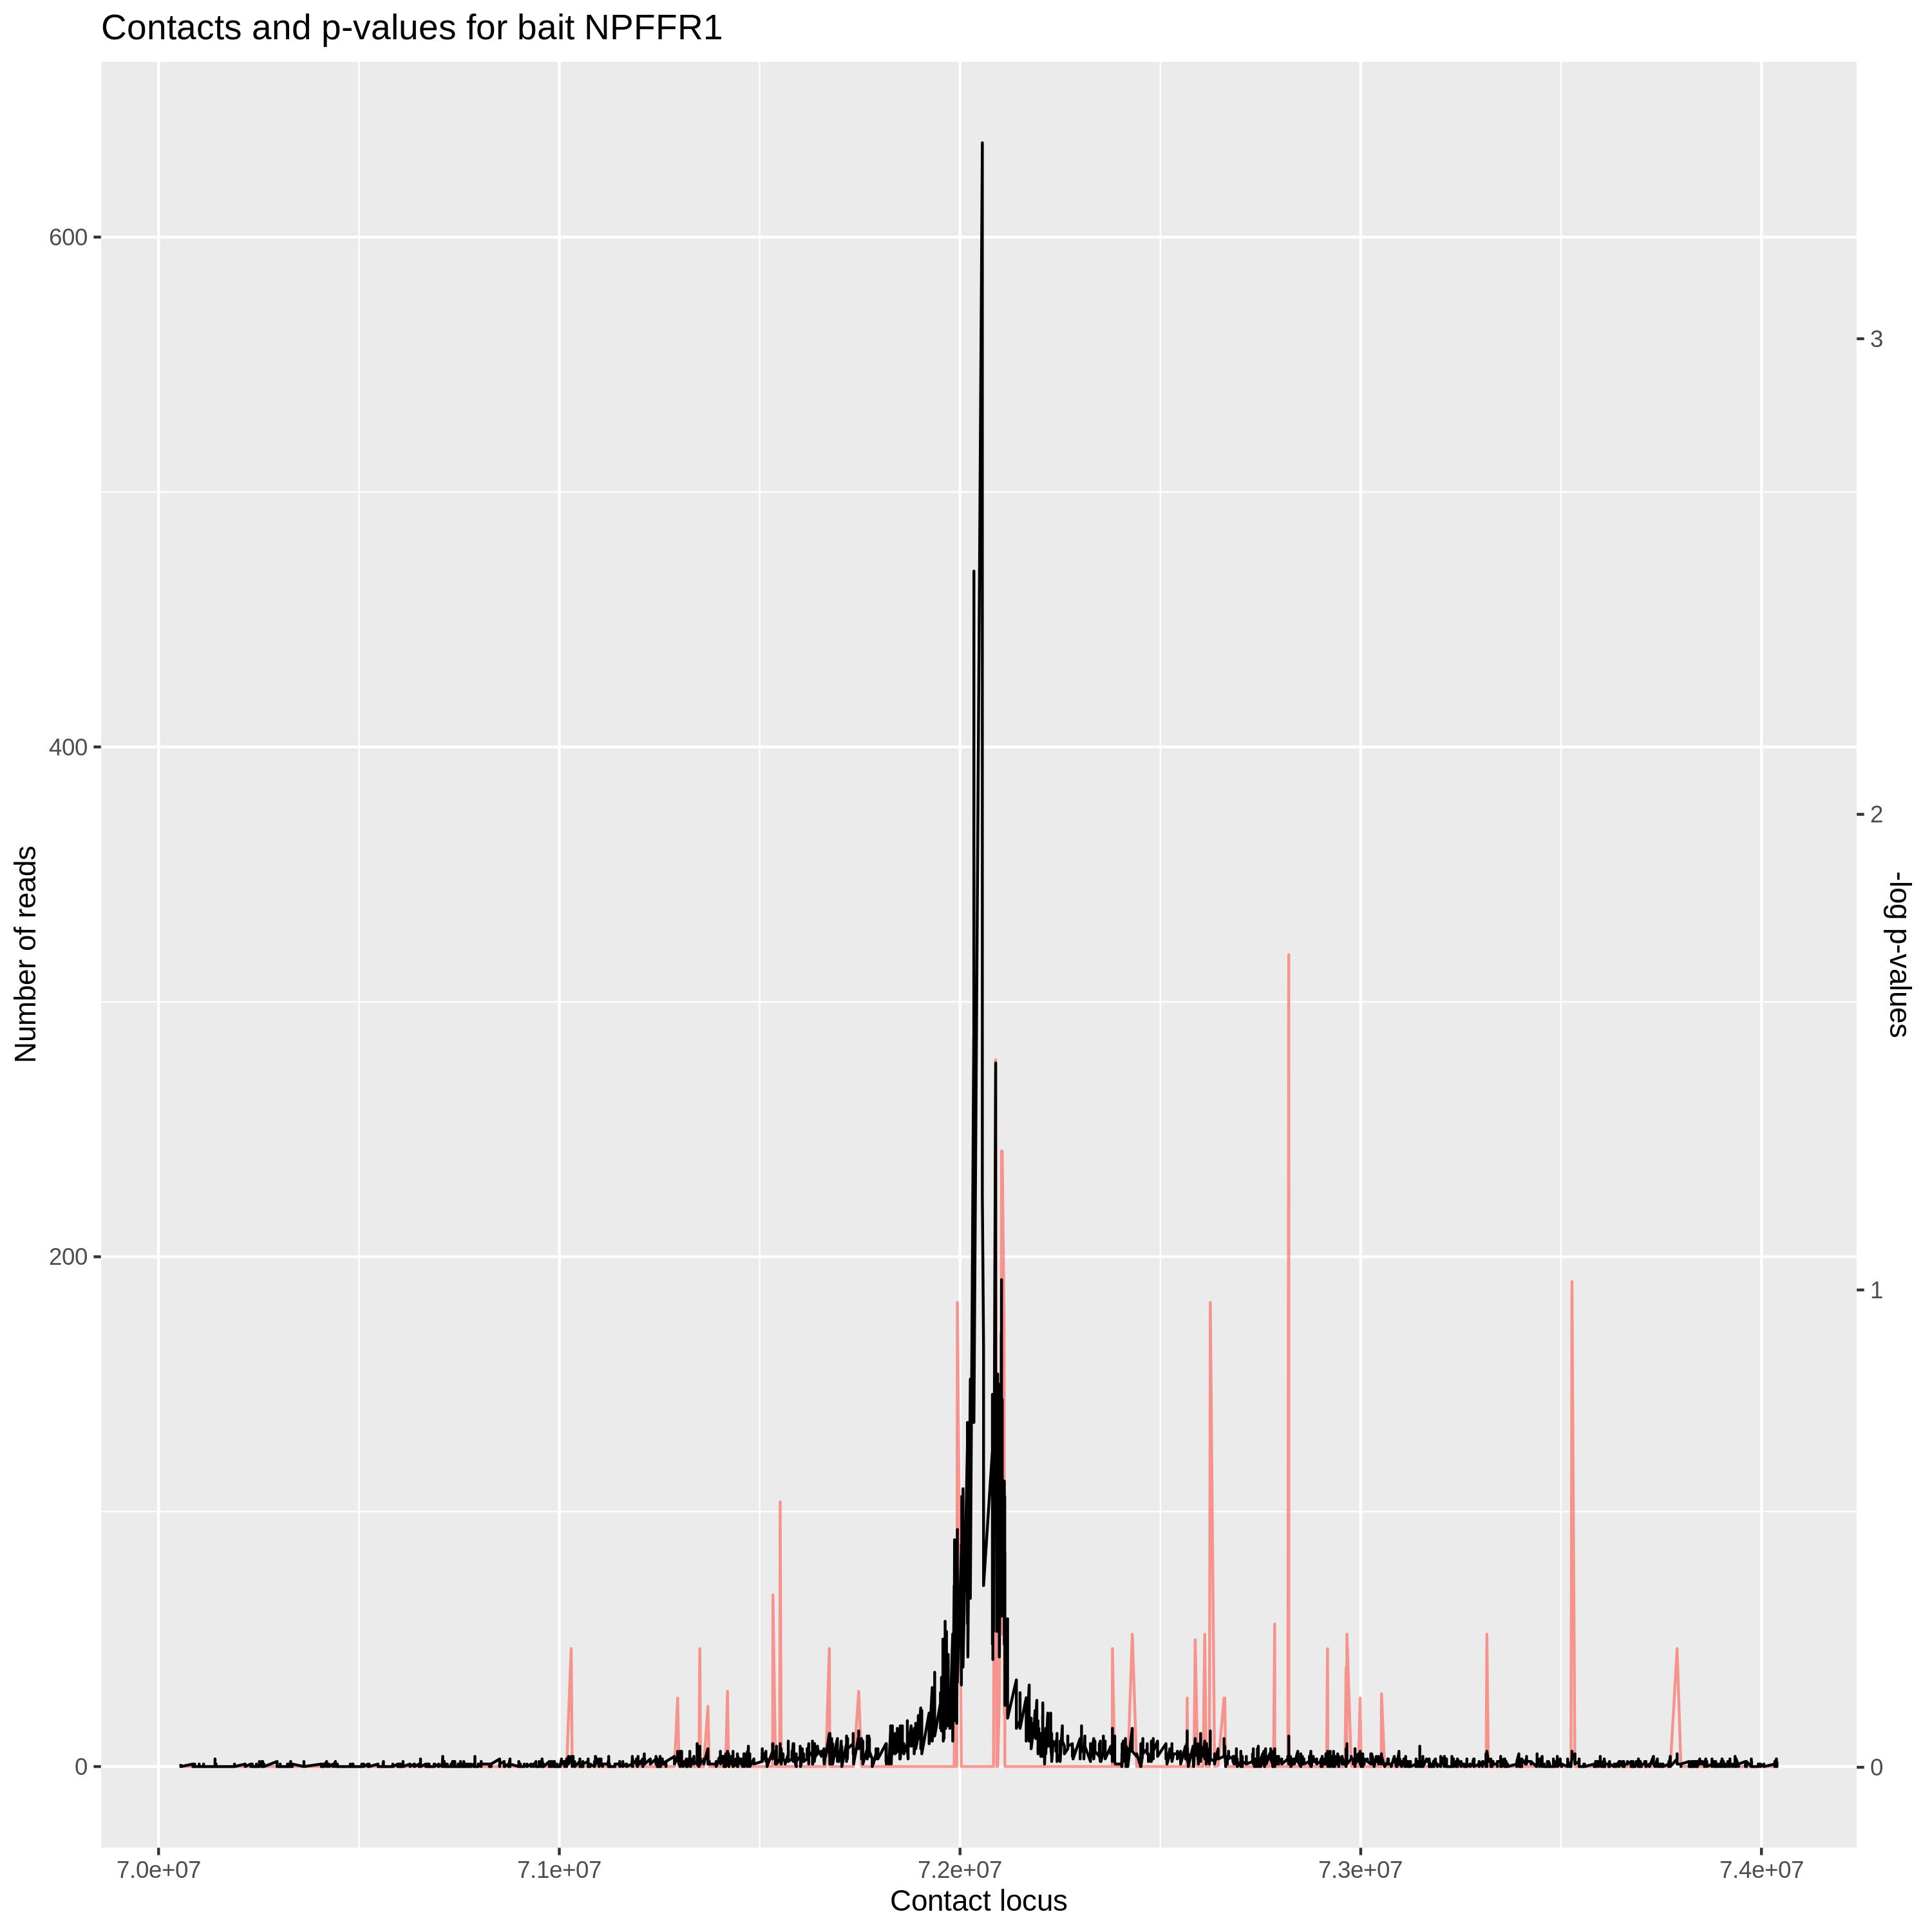 Contacts and p-values for bait NPFFR1
600
400
200
0
Number of reads
3
2
1
0
-log p-values
7.0e+07
7.1e+07
7.2e+07
7.3e+07
7.4e+07
Contact locus